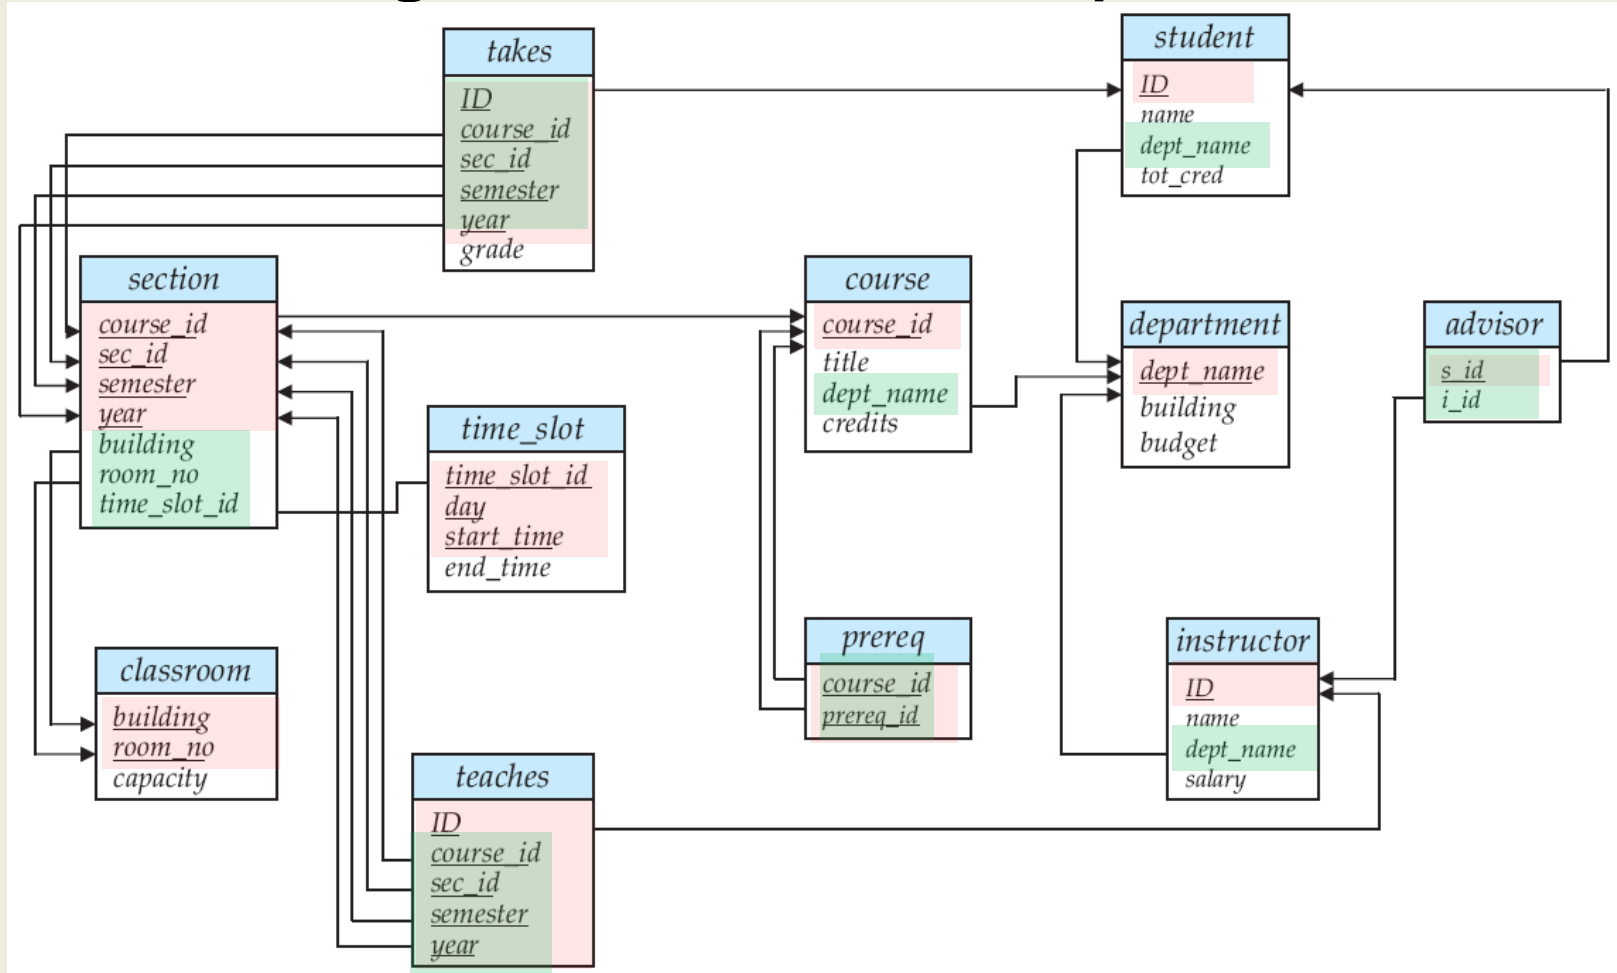 takes
ID
course_id
sec_id
semester
year
grade
student
ID
name
dept_name
tot_cred
section
course_id
sec_id
semester
year
building
room_no
time_slot_id
course
course_id
title
dept_name
credits
department
dept_name
building
budget
advisor
s_id
i_id
time_slot
time_slot_id
day
start_time
end_time
prereq
course_id
prereq_id
instructor
ID
name
dept_name
salary
classroom
building
room_no
capacity
teaches
ID
course_id
sec_id
semester
year